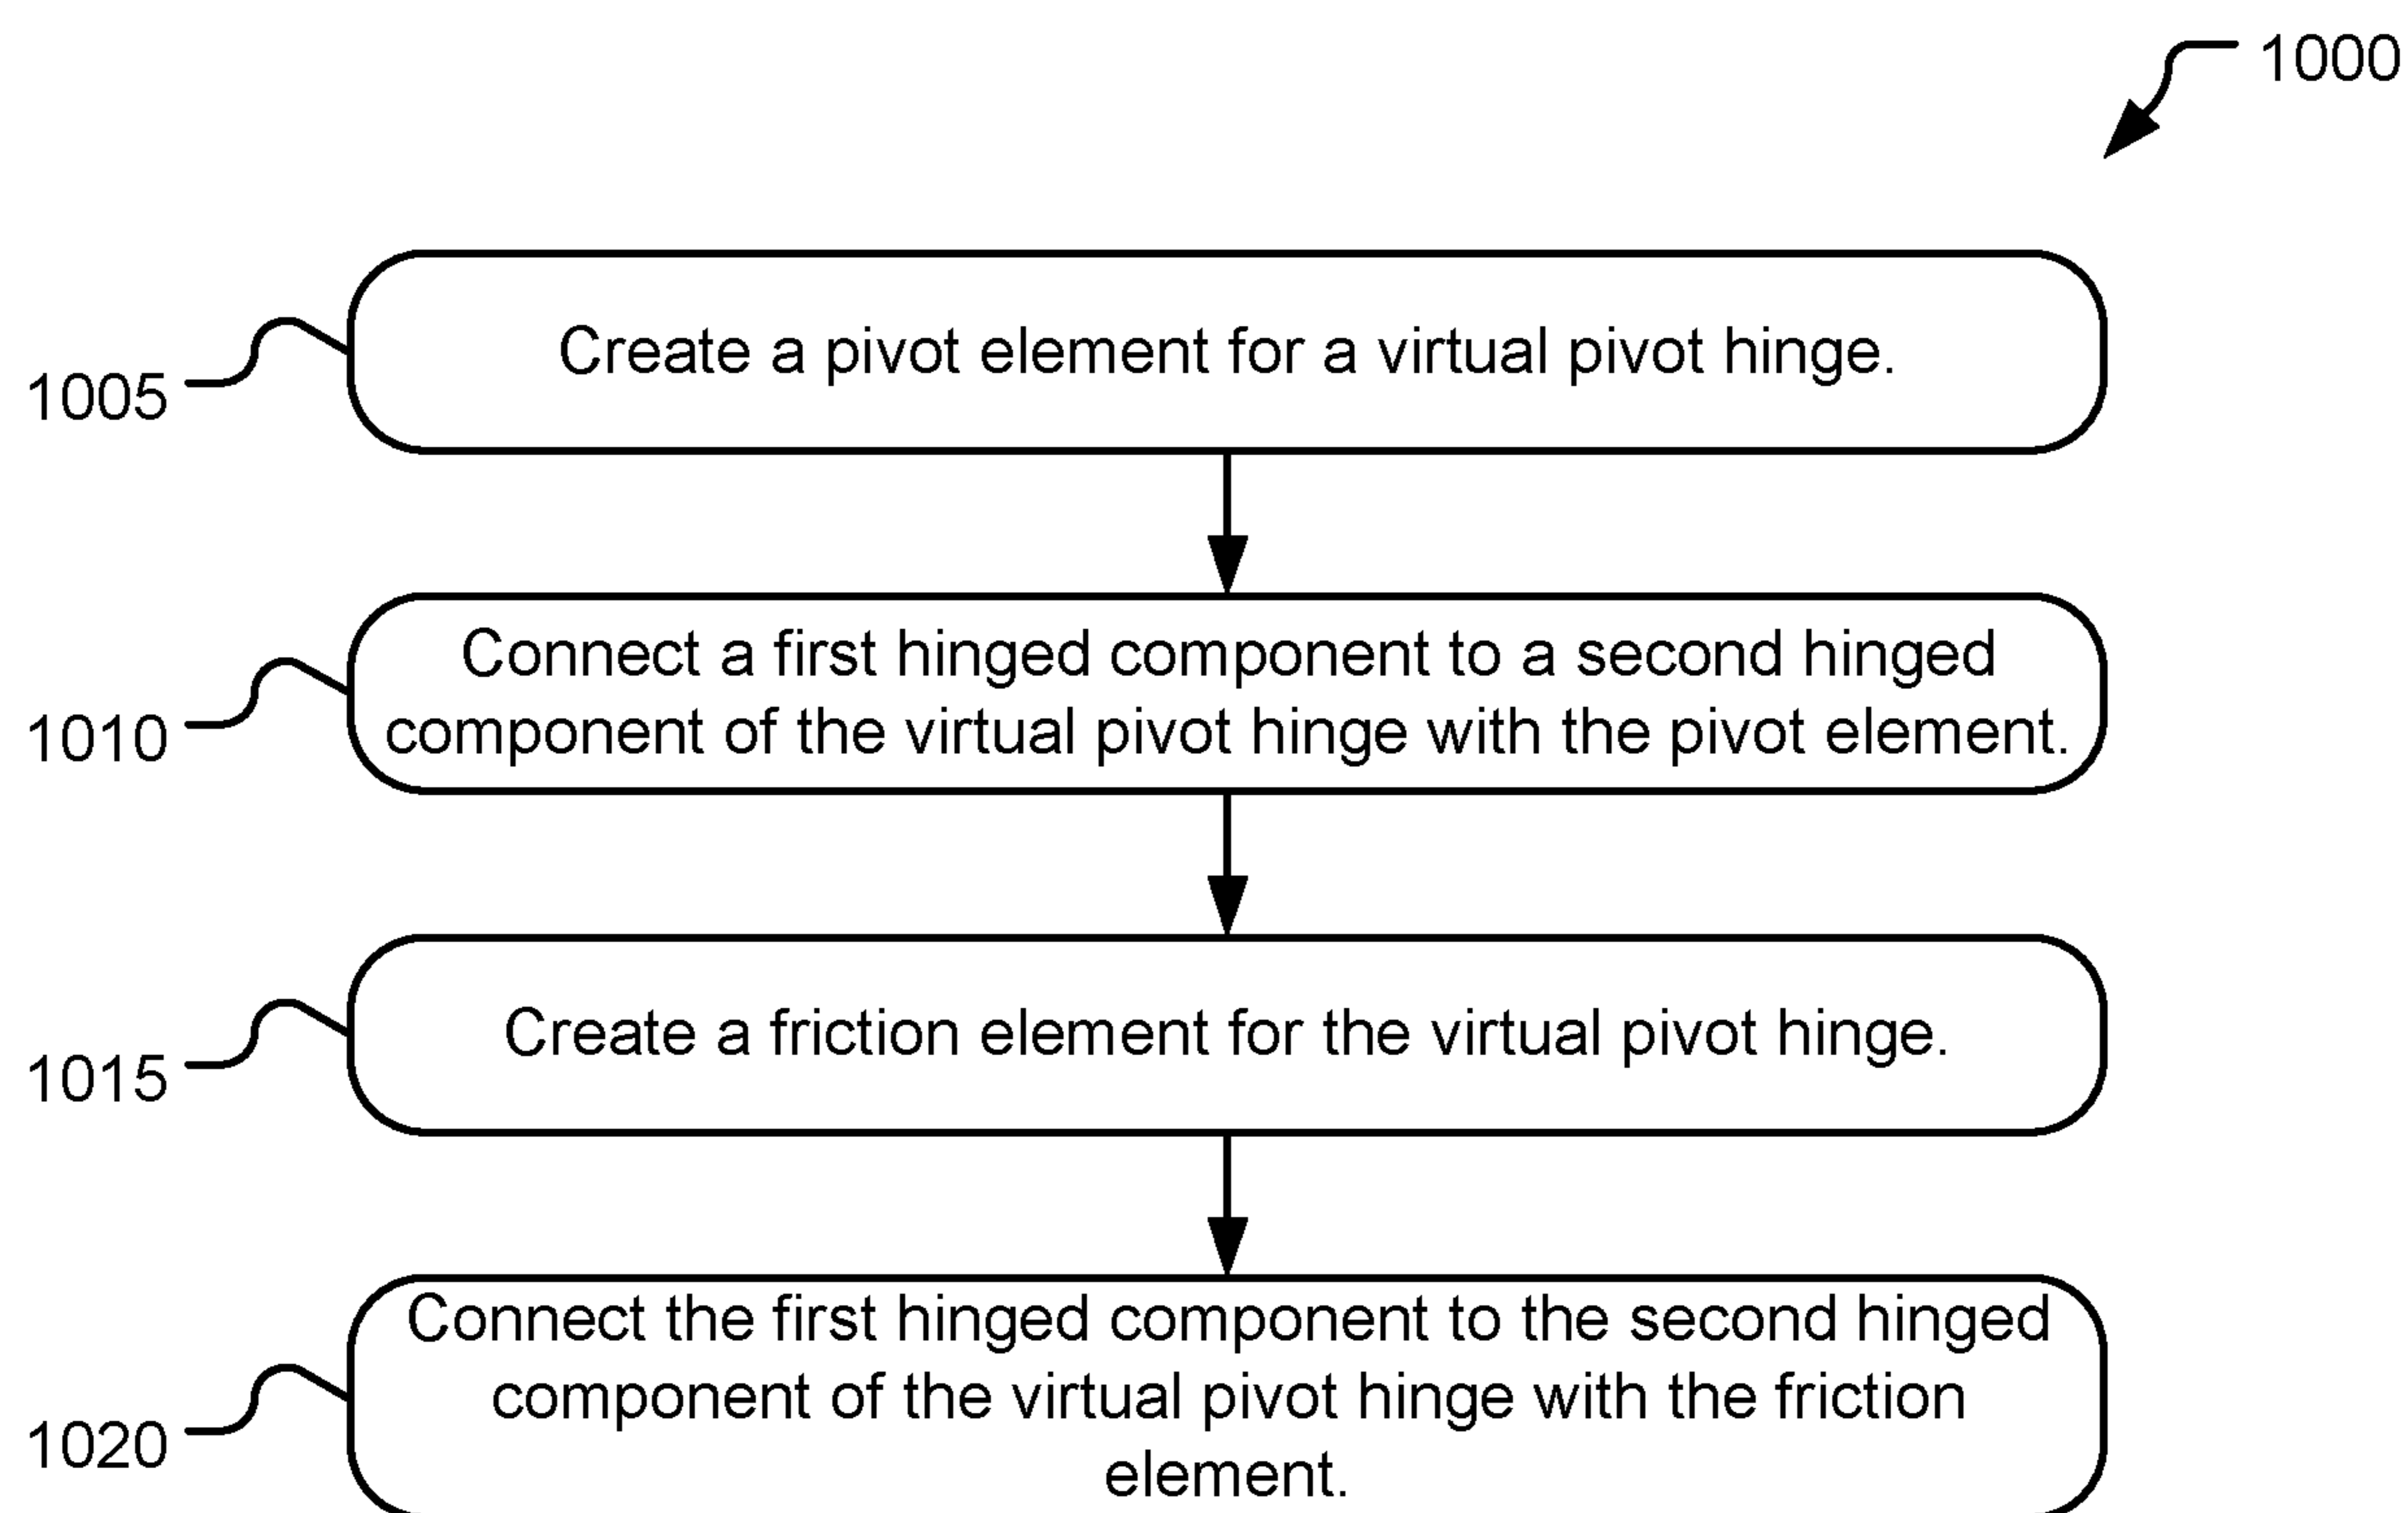 1000
Create a pivot element for a virtual pivot hinge.
1005
Connect a first hinged component to a second hinged
component of the virtual pivot hinge with the pivot element.
1010
Create a friction element for the virtual pivot hinge.
1015
Connect the first hinged component to the second hinged
component of the virtual pivot hinge with the friction
element.
1020